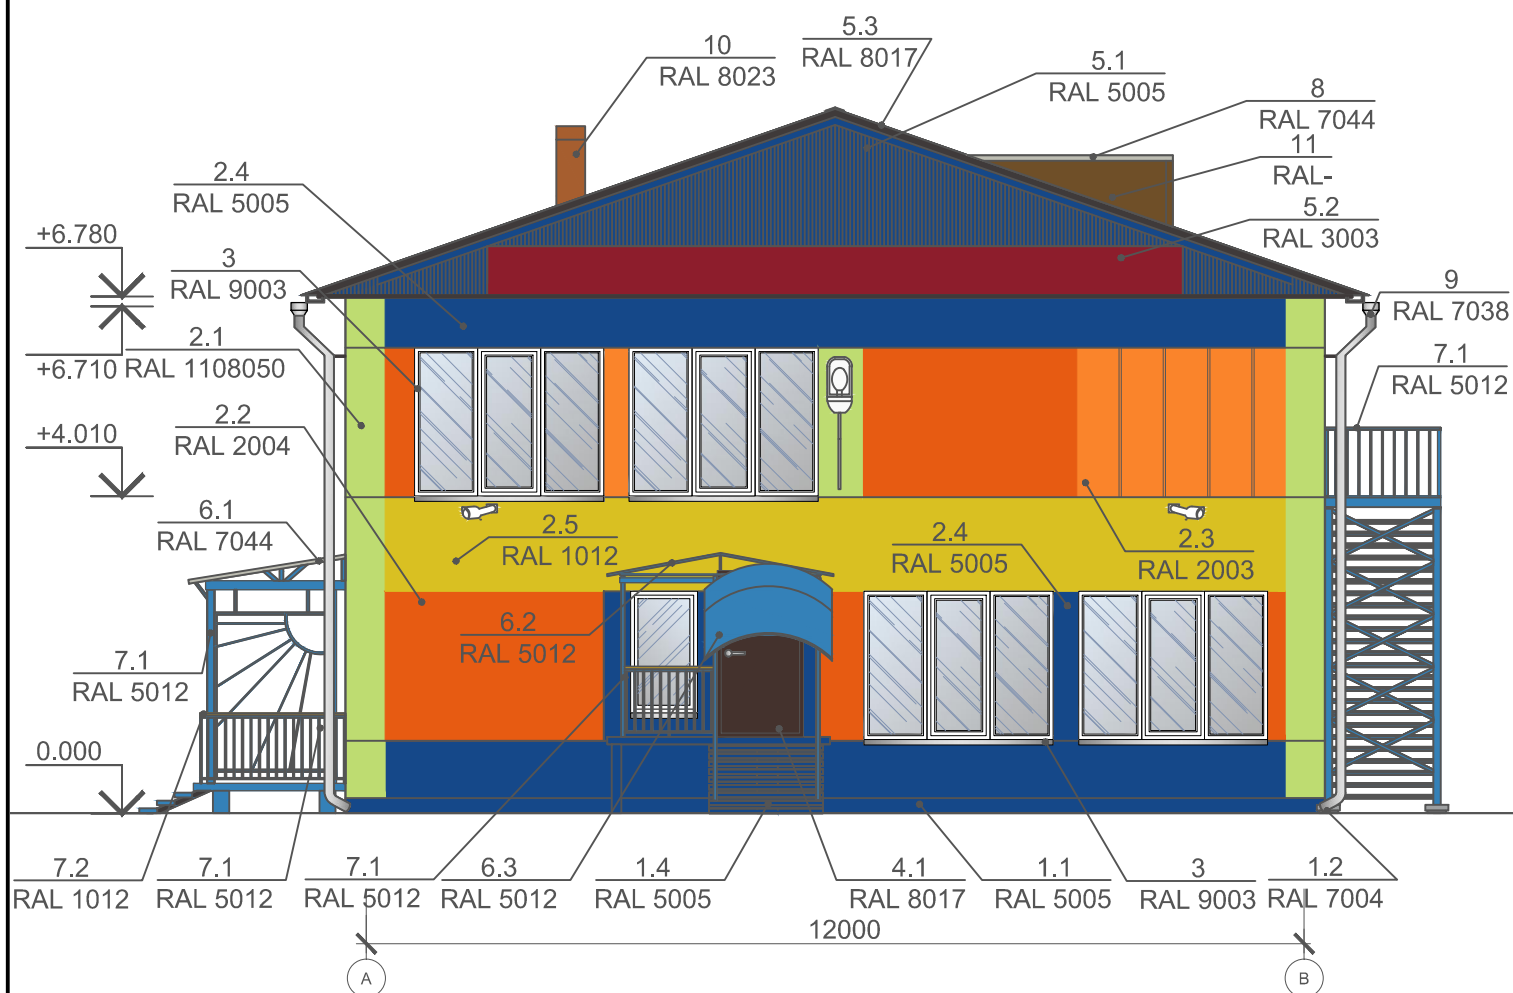 5.3
RAL 8017
10
RAL 8023
5.1
RAL 5005
8
RAL 7044
11
RAL-
2.4
RAL 5005
5.2
RAL 3003
+6.780
3
RAL 9003
9
RAL 7038
2.1
+6.710
RAL 1108050
7.1
RAL 5012
2.2
RAL 2004
+4.010
6.1
RAL 7044
2.5
RAL 1012
2.4
RAL 5005
2.3
RAL 2003
6.2
RAL 5012
7.1
RAL 5012
0.000
7.2
RAL 1012
7.1
RAL 5012
7.1
RAL 5012
6.3
RAL 5012
1.4
RAL 5005
4.1
RAL 8017
1.1
RAL 5005
3
RAL 9003
1.2
RAL 7004
12000
А
В